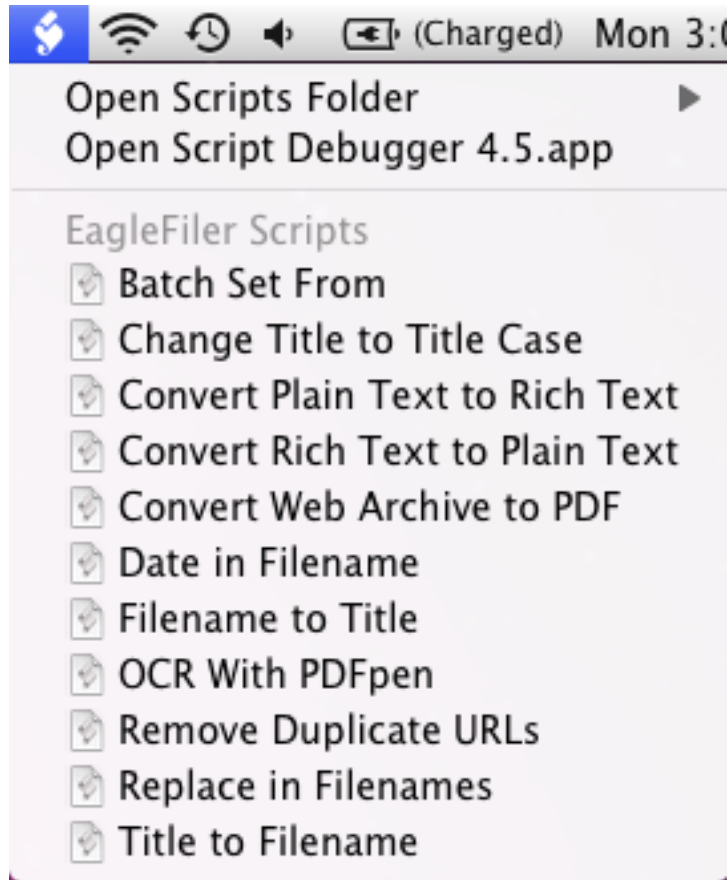 (Charged) Mon 3:0
Open Scripts Folder
Open Script Debugger 4.5.app
EagleFiler Scripts
Batch Set From
Change Title to Title Case
Convert Plain Text to Rich Text
Convert Rich Text to Plain Text
Convert Web Archive to PDF
Date in Filename
Filename to Title
OCR With PDFpen
Remove Duplicate URLs
Replace in Filenames
Title to Filename